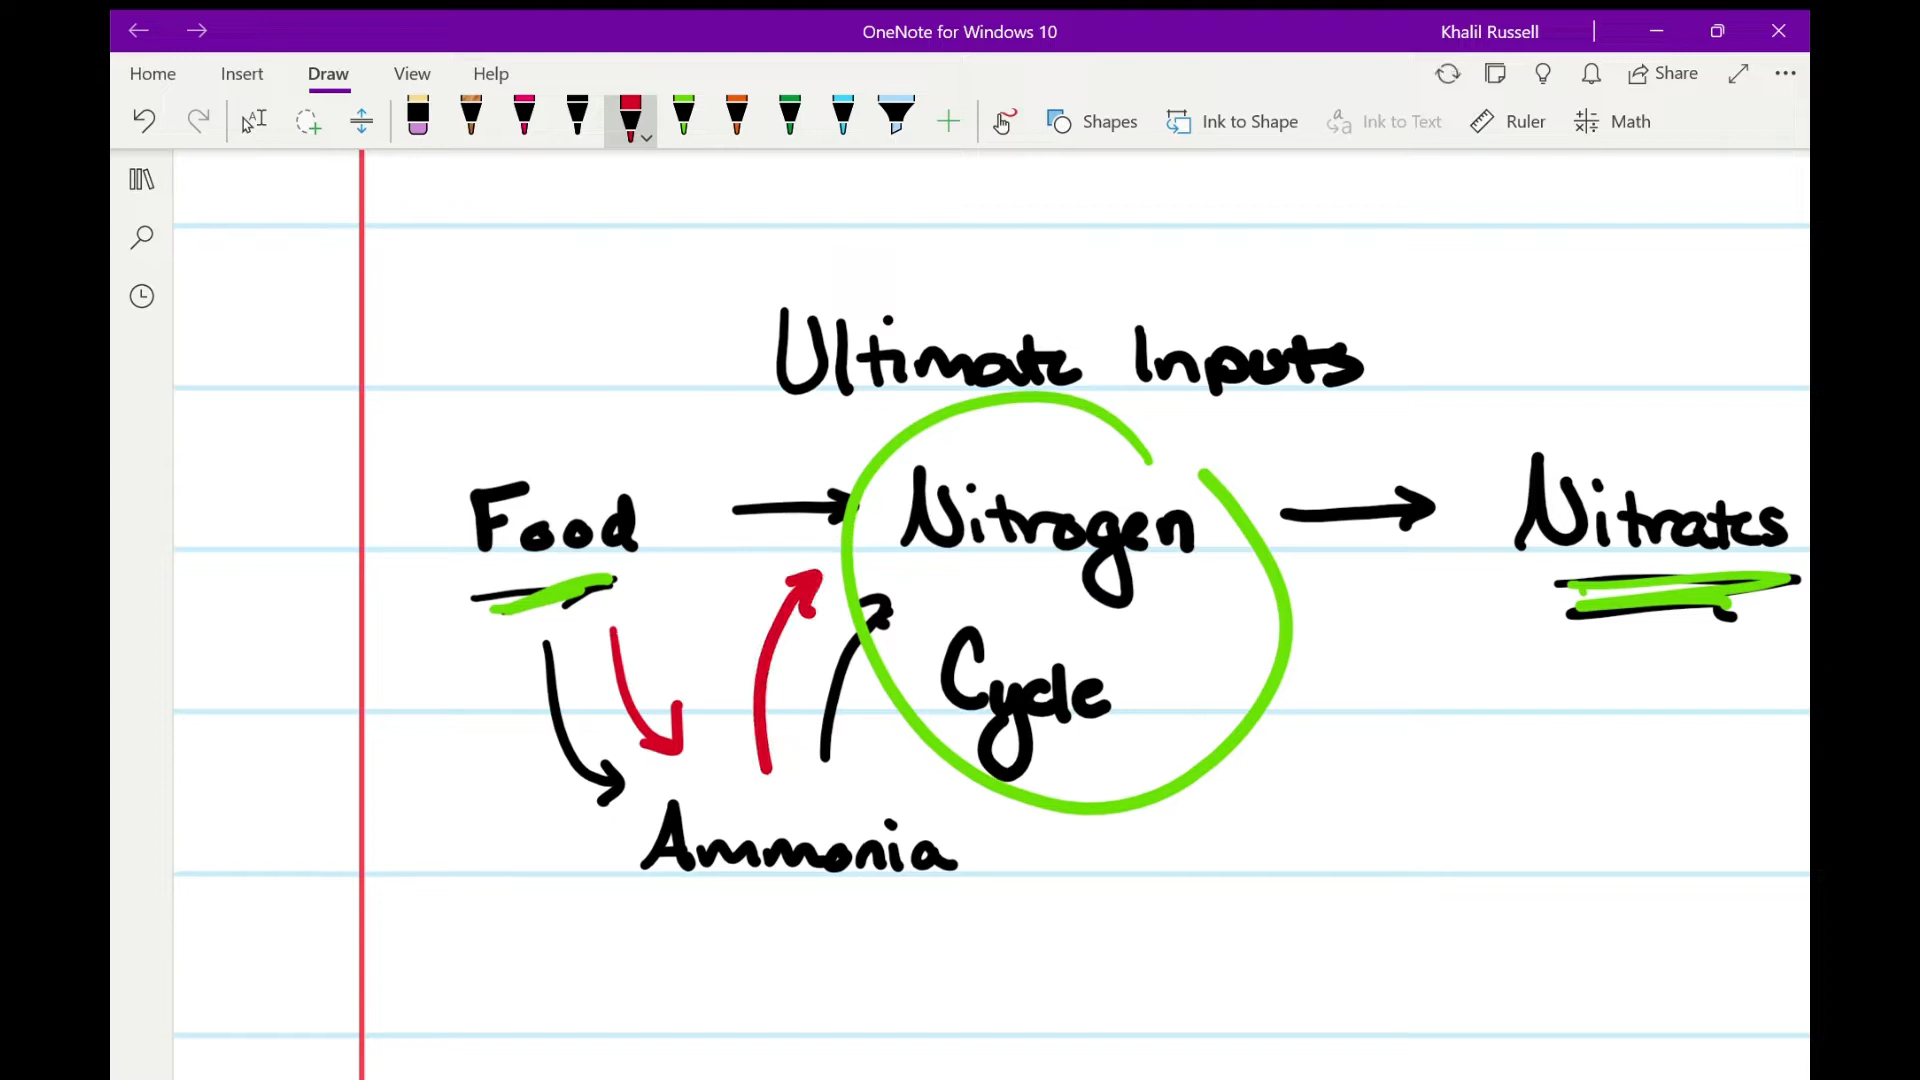 OneNote for Windows 10
Khalil Russell
Home Insert Draw View Help
Share
Shapes Ink to Shape Ink to Text Ruler Math
Ultimate Inputs
Food → Nitrogen → Nitrates
Cycle
Ammonia